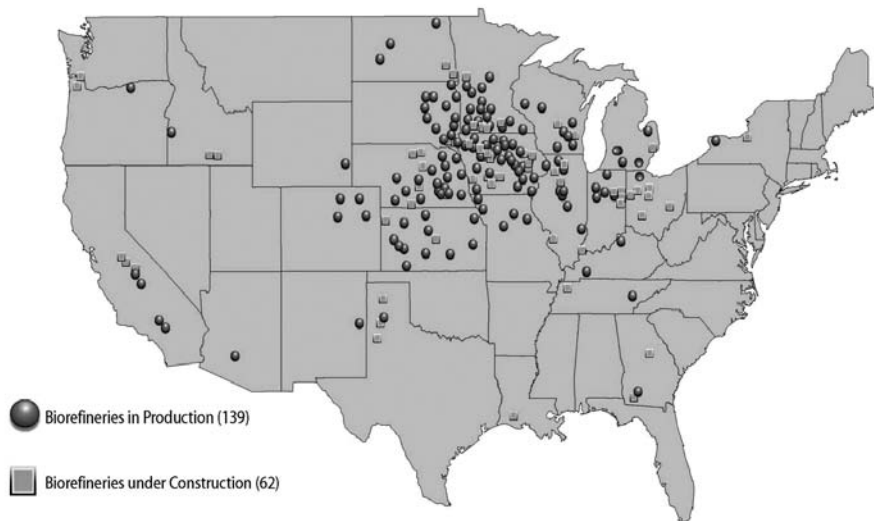 Biorefineries in Production (139)
Biorefineries under Construction (62)